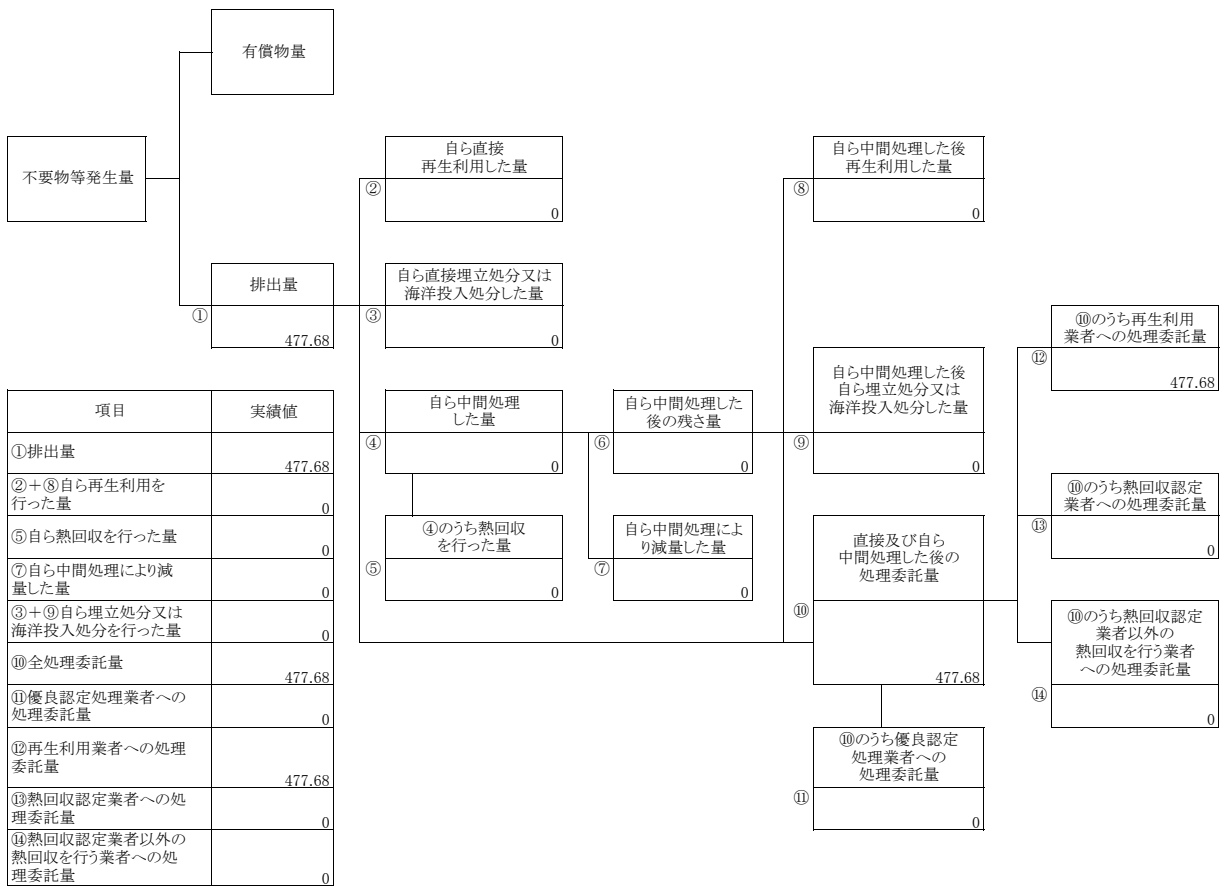 有償物量
不要物等発生量
排出量
①
477.68
自ら直接
再生利用した量
②
0
自ら直接埋立処分又は
海洋投入処分した量
③
0
自ら中間処理
した量
④
0
④のうち熱回収
を行った量
⑤
0
自ら中間処理した
後の残さ量
⑥
0
自ら中間処理によ
り減量した量
⑦
0
自ら中間処理した後
再生利用した量
⑧
0
自ら中間処理した後
自ら埋立処分又は
海洋投入処分した量
⑨
0
直接及び自ら
中間処理した後の
処理委託量
⑩
477.68
⑩のうち優良認定
処理業者への
処理委託量
⑪
0
⑩のうち再生利用
業者への処理委託量
⑫
477.68
⑩のうち熱回収認定
業者への処理委託量
⑬
0
⑩のうち熱回収認定
業者以外の
熱回収を行う業者
への処理委託量
⑭
0
項目 実績値
①排出量
477.68
②＋⑧自ら再生利用を
行った量
0
⑤自ら熱回収を行った量
0
⑦自ら中間処理により減
量した量
0
③＋⑨自ら埋立処分又は
海洋投入処分を行った量
0
⑩全処理委託量
477.68
⑪優良認定処理業者への
処理委託量
0
⑫再生利用業者への処理
委託量
477.68
⑬熱回収認定業者への処
理委託量
0
⑭熱回収認定業者以外の
熱回収を行う業者への処
理委託量
0